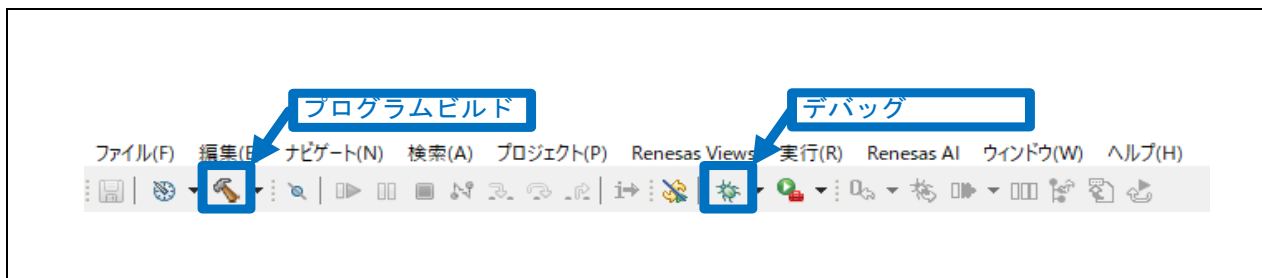 プログラムビルド
デバッグ
ファイル(F) 編集(E ナビゲート(N) 検索(A) プロジェクト(P) Renesas Views 実行(R) Renesas AI ウィンドウ(W) ヘルプ(H)